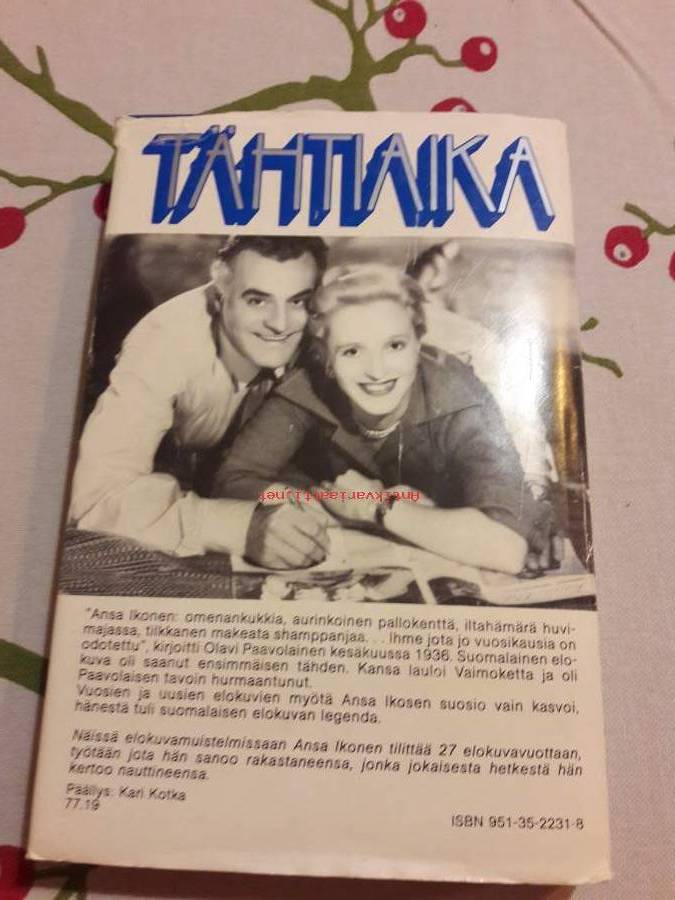 TÄHTIAIKA
Antikvariaatti.net
"Ansa Ikonen: omenankukkia, aurinkoinen pallokenttä, iltahämärä huvi-
majassa, tilkkanen makeata shamppanjaa. . . Ihme jota jo vuosikausia on
odotettu", kirjoitti Olavi Paavolainen kesäkuussa 1936. Suomalainen elo-
kuva oli saanut ensimmäisen tähden. Kansa lauloi Vaimoketta ja oli
Paavolaisen tavoin hurmaantunut.
Vuosien ja uusien elokuvien myötä Ansa Ikosen suosio vain kasvoi,
hänestä tuli suomalaisen elokuvan legenda.
Näissä elokuvamuistelmissaan Ansa Ikonen tilittää 27 elokuvavuottaan,
työtään jota hän sanoo rakastaneensa, jonka jokaisesta hetkestä hän
kertoo nauttineensa.
Päällys: Kari Kotka
77.19
ISBN 951-35-2231-8